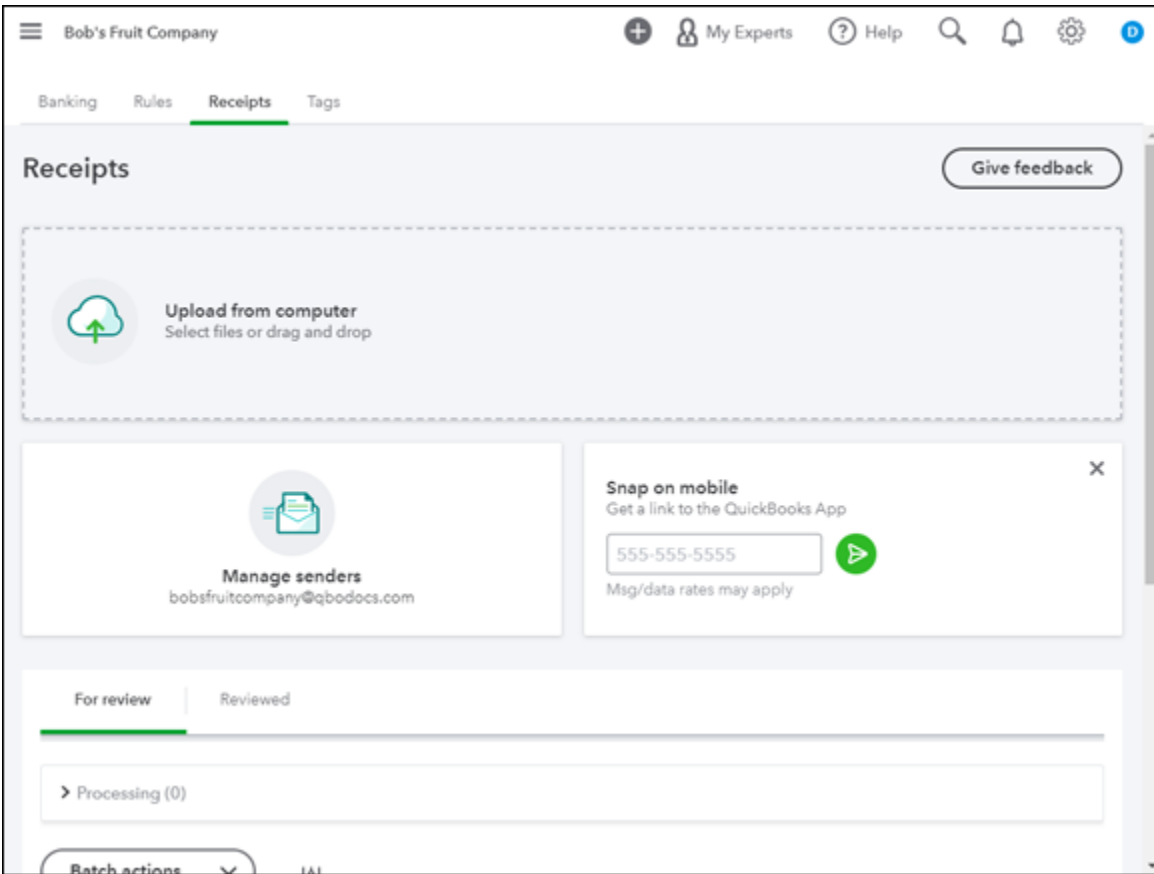 Bob's Fruit Company
My Experts
Help
D
Banking
Rules
Receipts
Tags
Receipts
Give feedback
Upload from computer
Select files or drag and drop
Manage senders
bobsfruitcompany@qbodocs.com
Snap on mobile
Get a link to the QuickBooks App
555-555-5555
Msg/data rates may apply
For review
Reviewed
Processing (0)
Batch actions